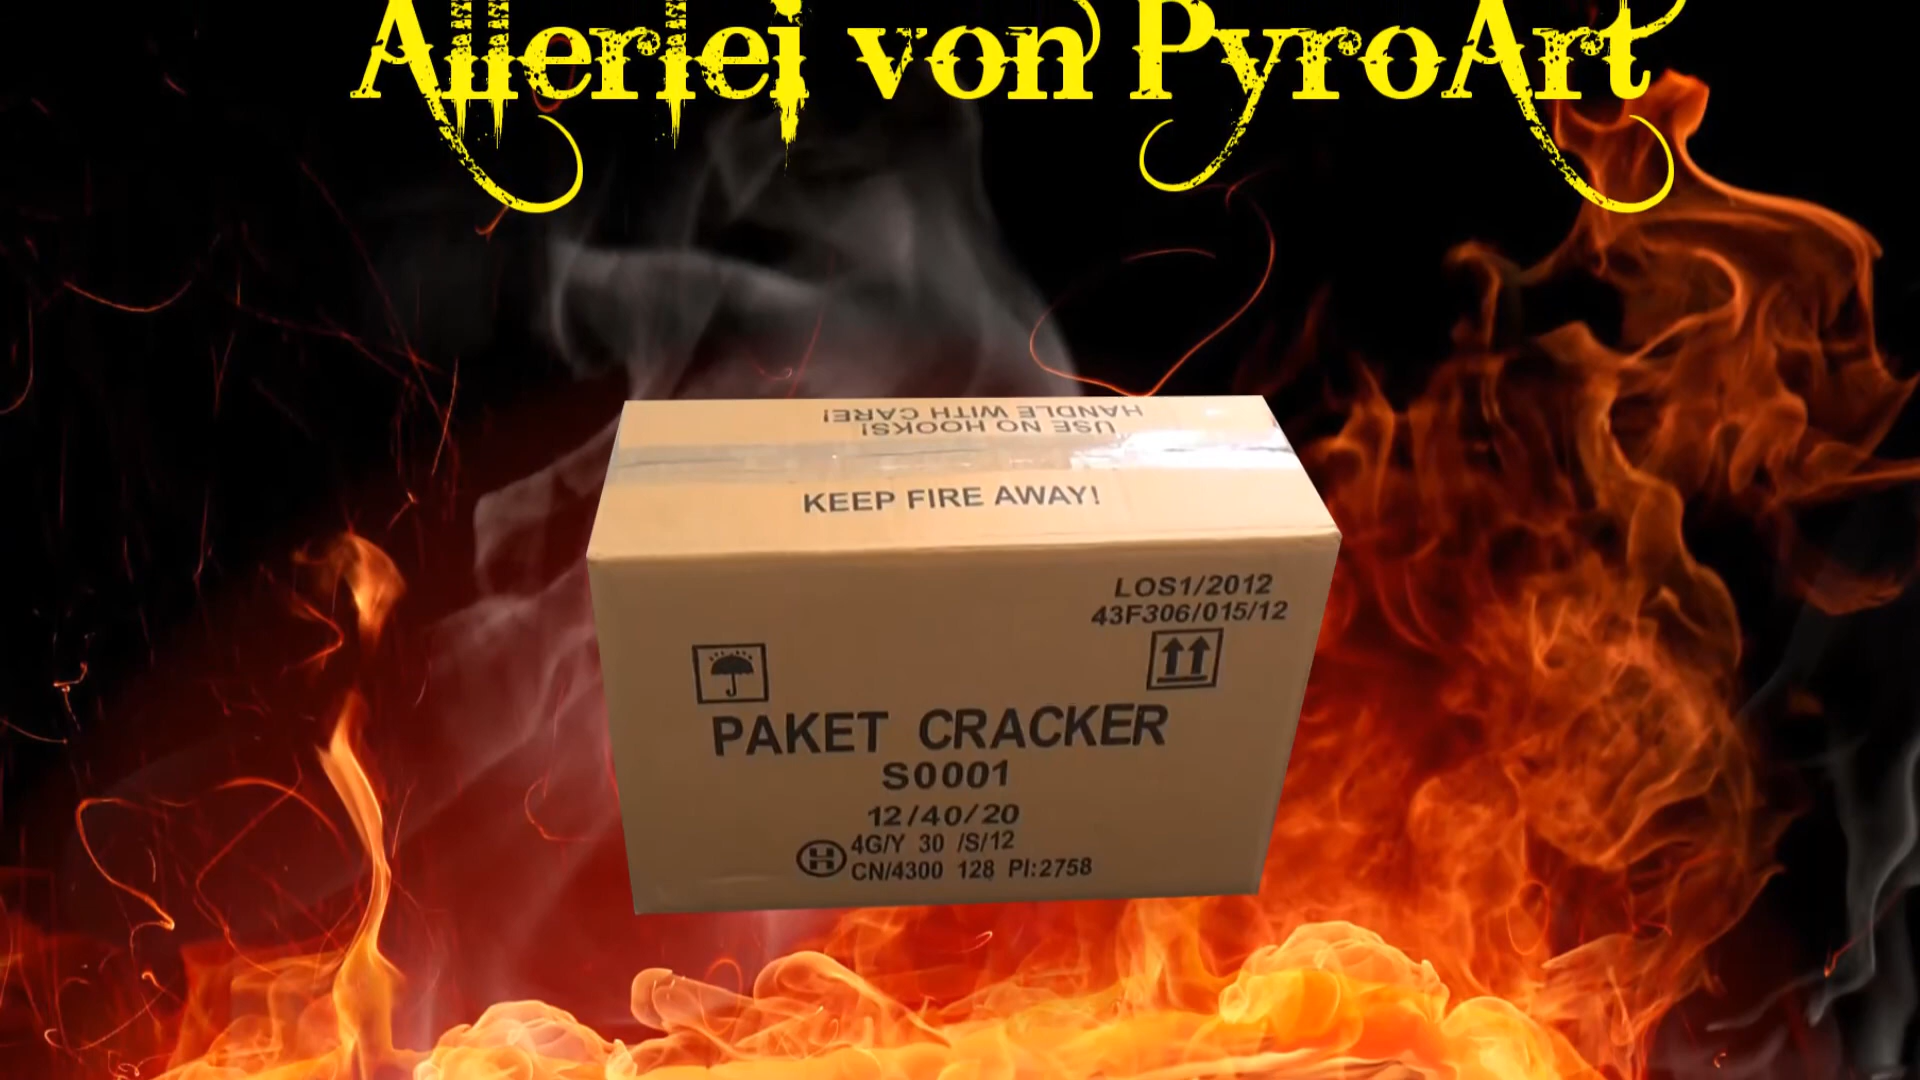 Allerlei von PyroArt
HANDLE WITH CARE!
USE NO HOOKS!
KEEP FIRE AWAY!
LOS1/2012
43F306/015/12
PAKET CRACKER
S0001
12/40/20
4G/Y 30 /S/12
CN/4300 128 PI:2758